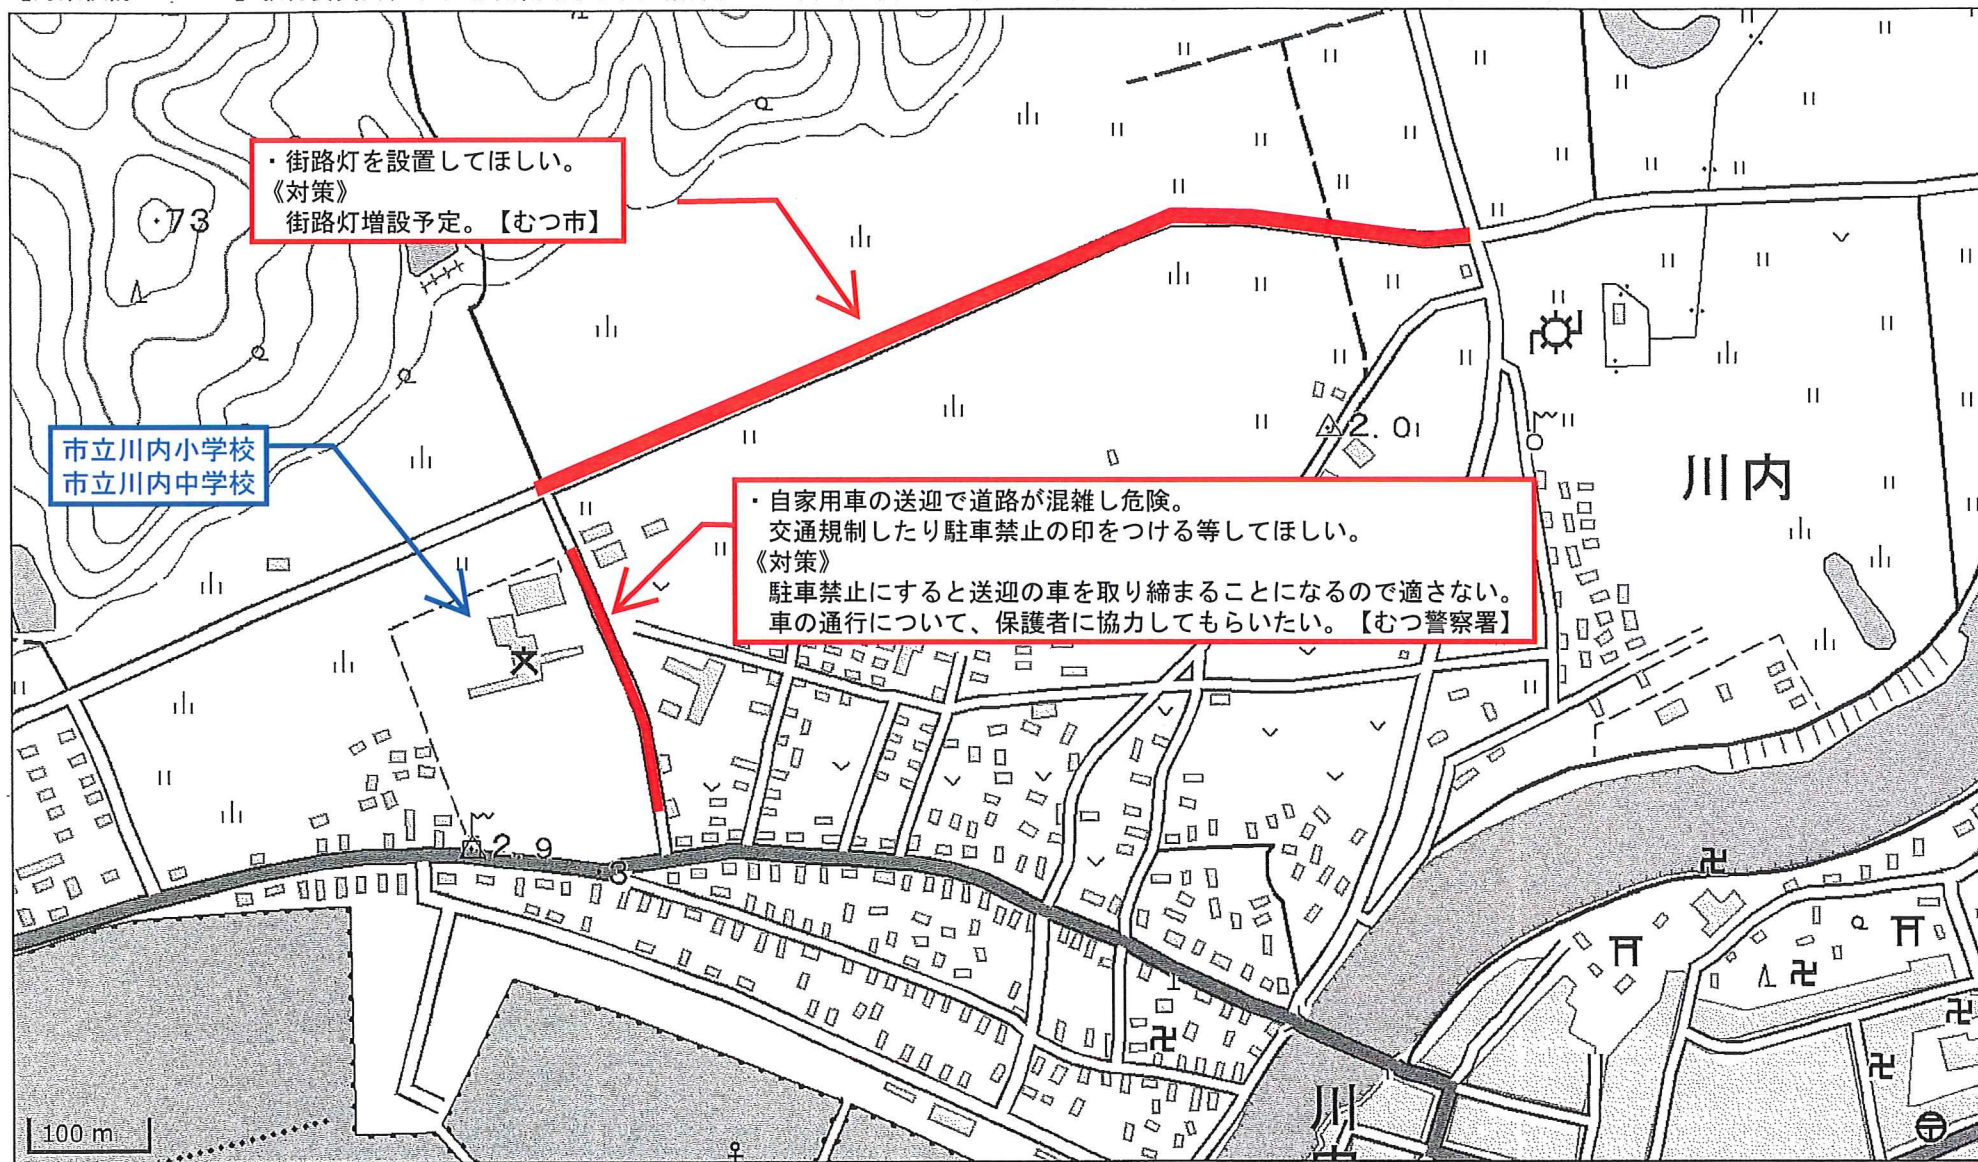 ・街路灯を設置してほしい。
《対策》
街路灯増設予定。【むつ市】
73
市立川内小学校
市立川内中学校
2.0
川内
・自家用車の送迎で道路が混雑し危険。
交通規制したり駐車禁止の印をつける等してほしい。
《対策》
駐車禁止にすると送迎の車を取り締まることになるので適さない。
車の通行について、保護者に協力してもらいたい。【むつ警察署】
2.9
3
川
100 m